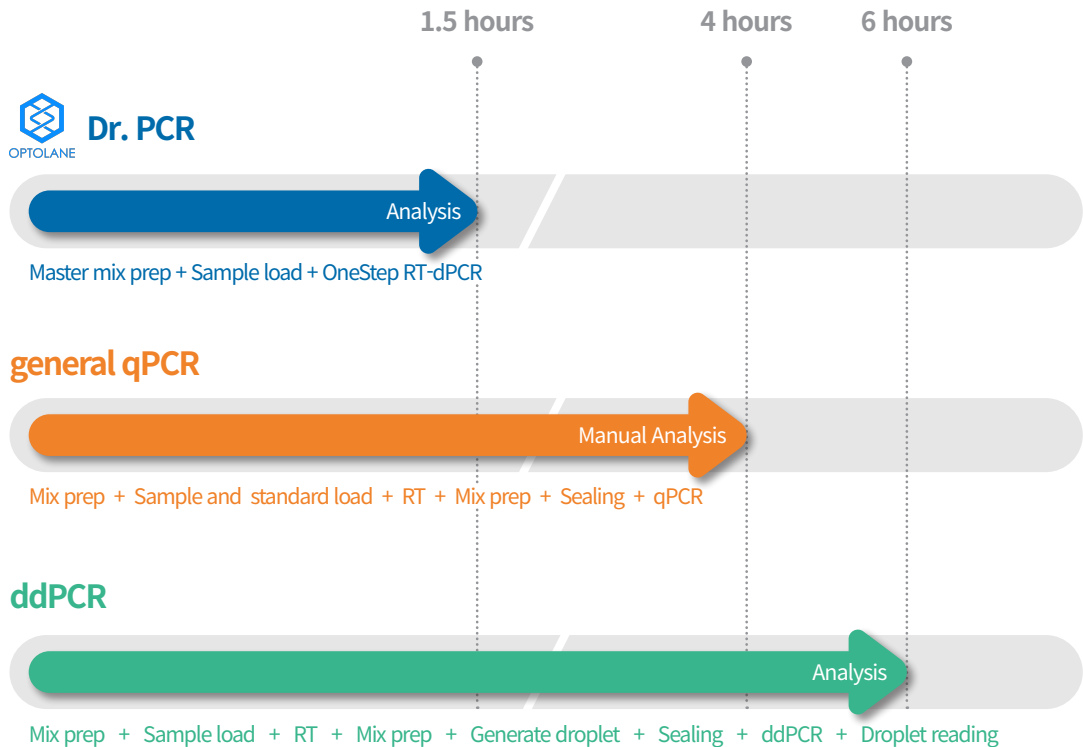 1.5 hours 4 hours 6 hours
OPTOLANE
Dr. PCR
Analysis
Master mix prep + Sample load + OneStep RT-dPCR
general qPCR
Manual Analysis
Mix prep + Sample and standard load + RT + Mix prep + Sealing + qPCR
ddPCR
Analysis
Mix prep + Sample load + RT + Mix prep + Generate droplet + Sealing + ddPCR + Droplet reading